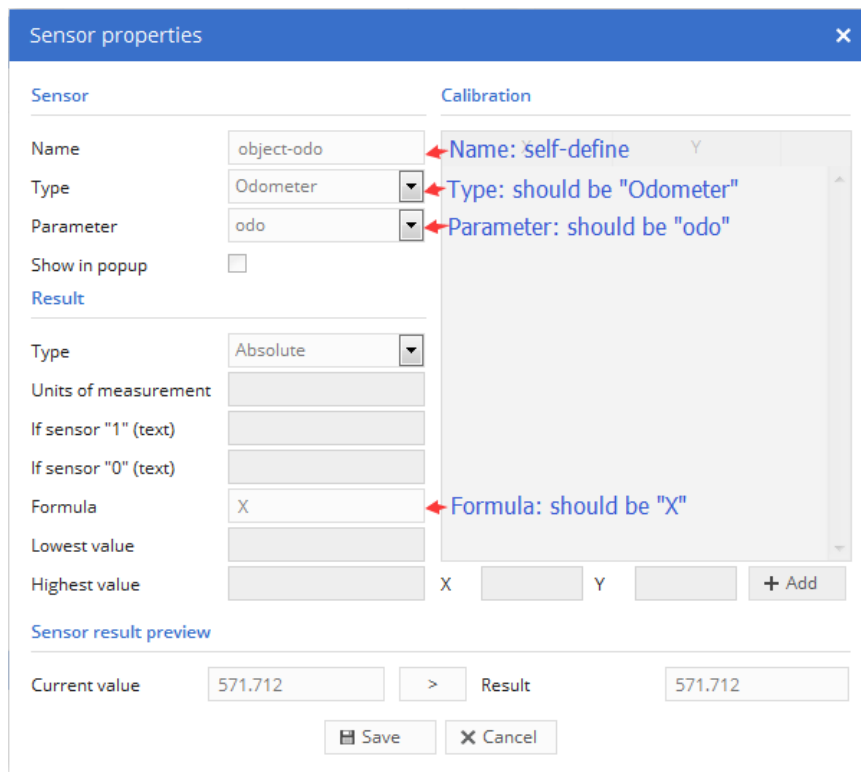 Sensor properties ×
Sensor
Calibration
Name object-odo
X Y
Name: self-define
Type Odometer
Type: should be "Odometer"
Parameter odo
Parameter: should be "odo"
Show in popup
Result
Type Absolute
Units of measurement
If sensor "1" (text)
If sensor "0" (text)
Formula X
Formula: should be "X"
Lowest value
Highest value
X Y + Add
Sensor result preview
Current value 571.712 > Result 571.712
Save × Cancel